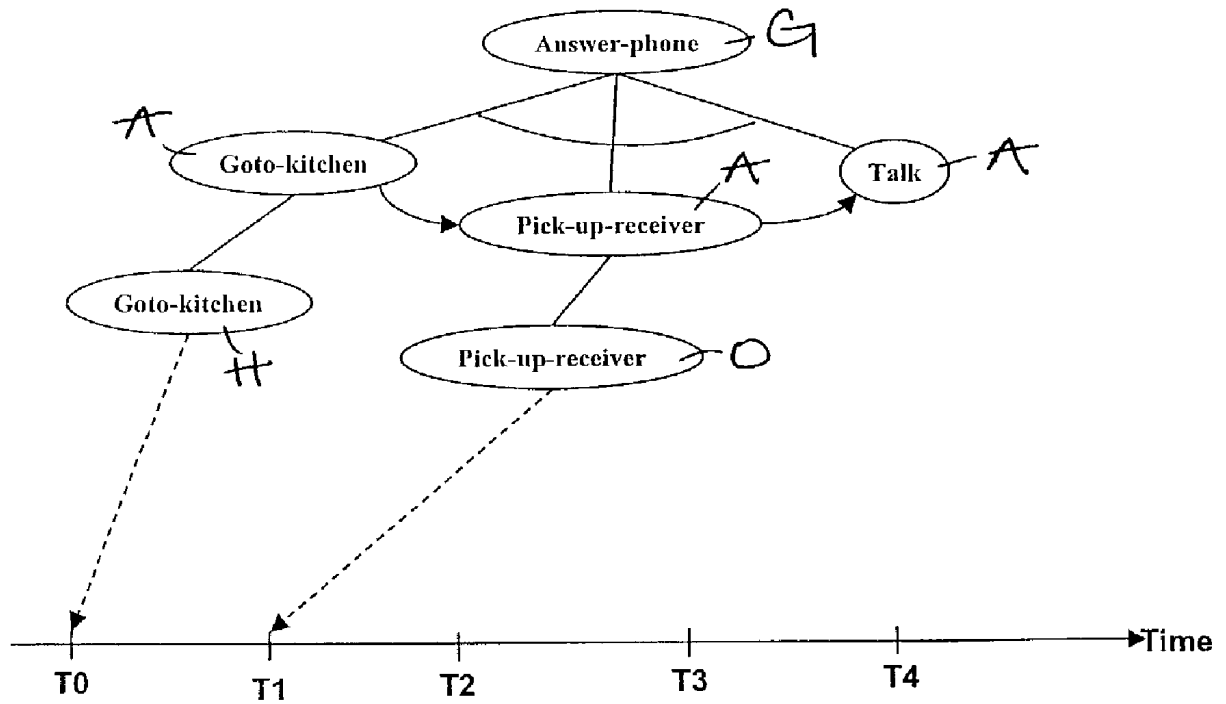 Answer-phone G
A
Goto-kitchen
A
Talk A
Pick-up-receiver
Goto-kitchen
H
Pick-up-receiver O
Time
T0 T1 T2 T3 T4